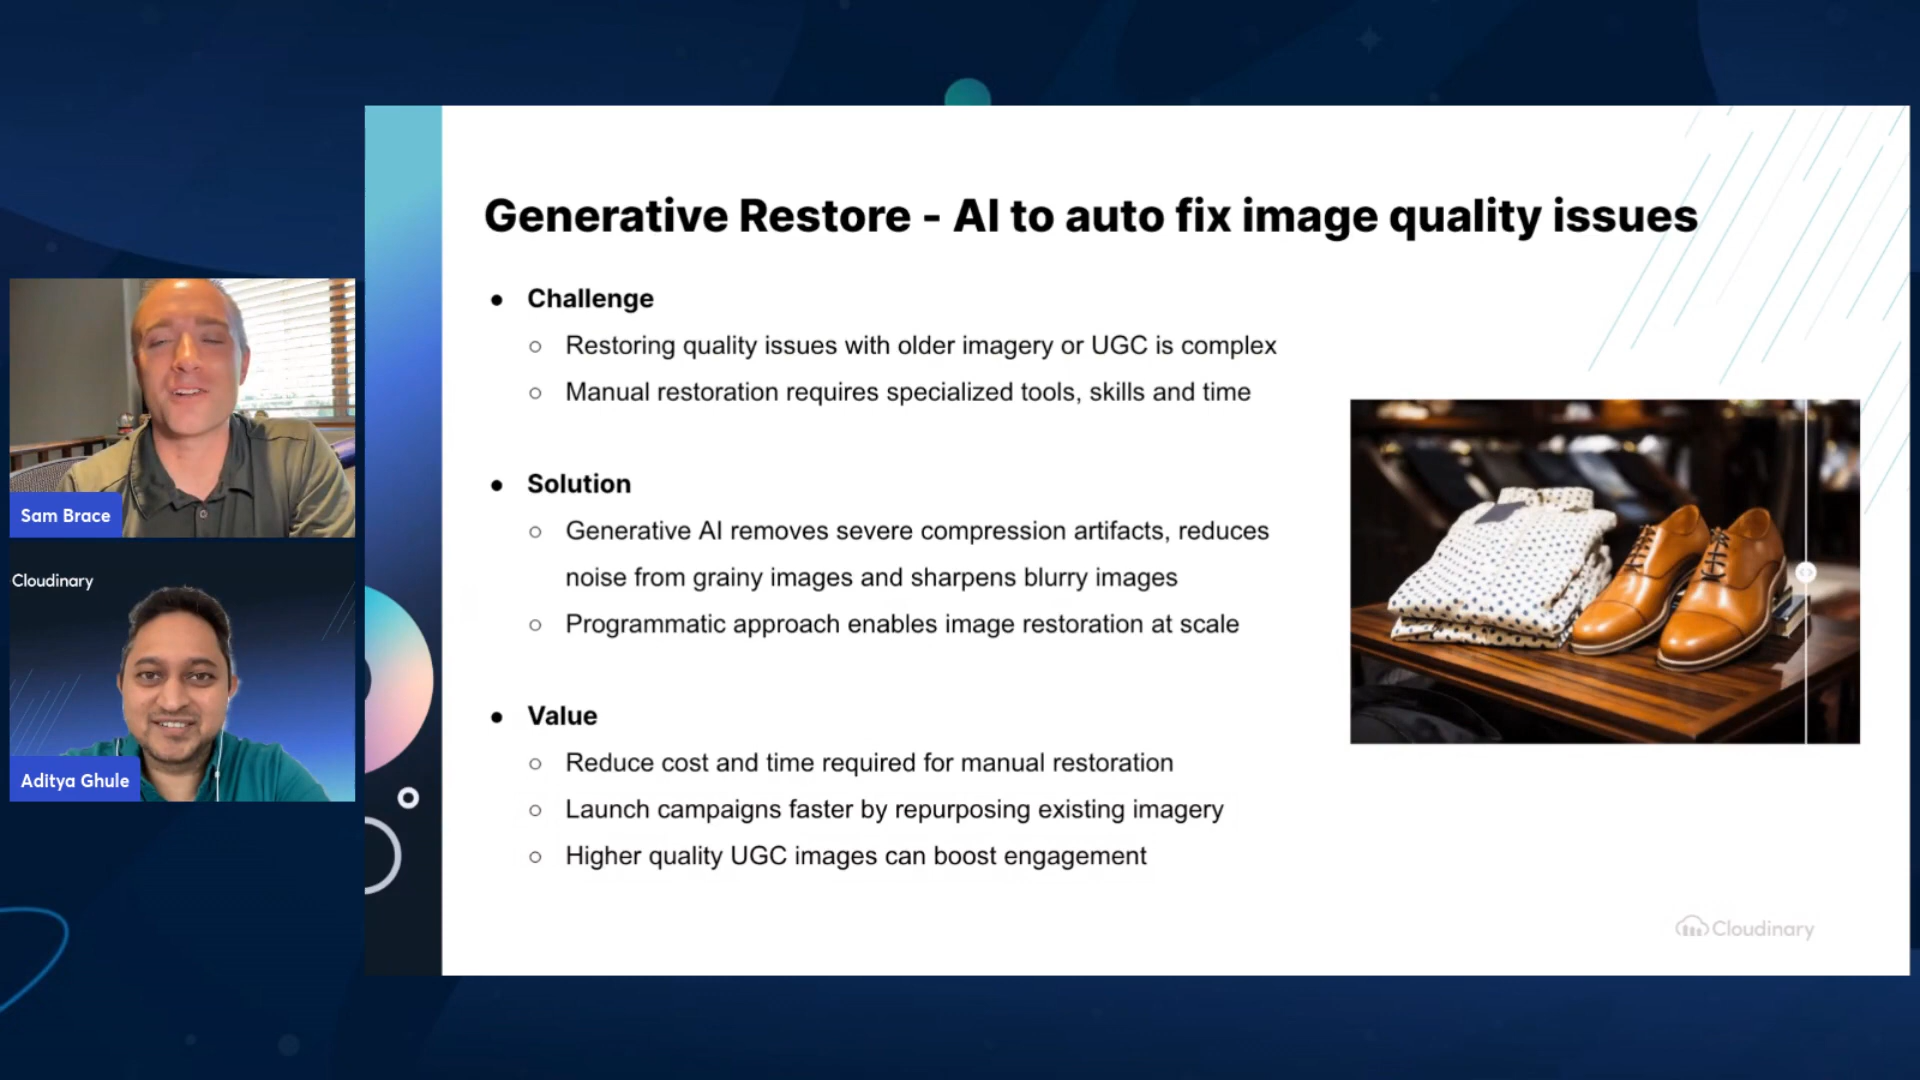 Generative Restore - AI to auto fix image quality issues
● Challenge
○ Restoring quality issues with older imagery or UGC is complex
○ Manual restoration requires specialized tools, skills and time
● Solution
○ Generative AI removes severe compression artifacts, reduces
noise from grainy images and sharpens blurry images
○ Programmatic approach enables image restoration at scale
● Value
○ Reduce cost and time required for manual restoration
○ Launch campaigns faster by repurposing existing imagery
○ Higher quality UGC images can boost engagement
Cloudinary
Sam Brace
Cloudinary
Aditya Ghule